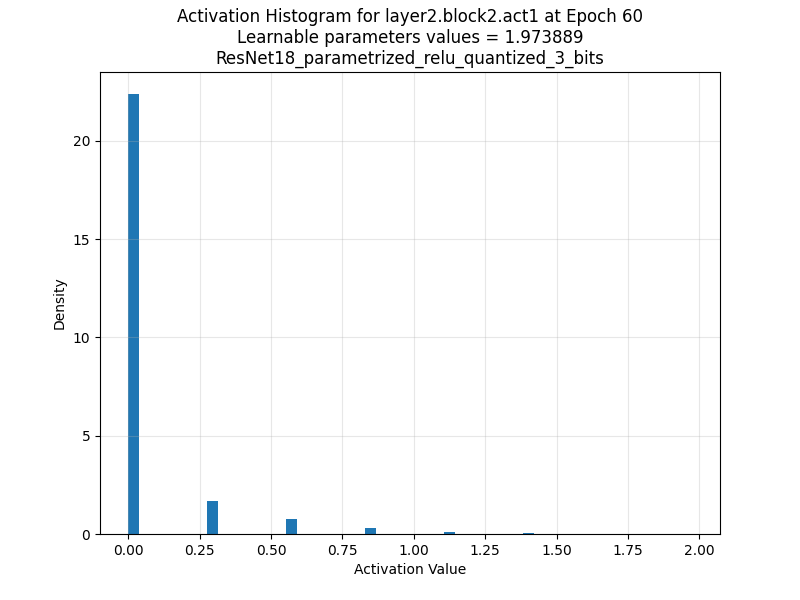 Activation Histogram for layer2.block2.act1 at Epoch 60
Learnable parameters values = 1.973889
ResNet18_parametrized_relu_quantized_3_bits
20
15
10
5
0
Density
0.00 0.25 0.50 0.75 1.00 1.25 1.50 1.75 2.00
Activation Value